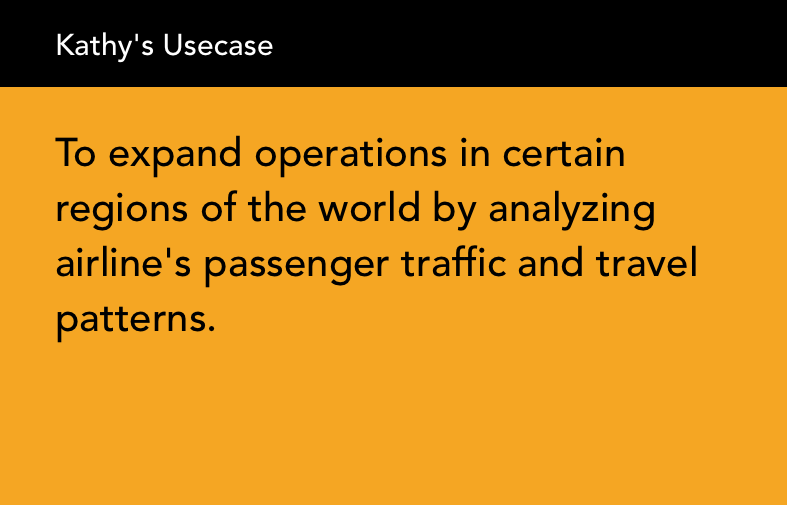 Kathy's Usecase
To expand operations in certain
regions of the world by analyzing
airline's passenger traffic and travel
patterns.